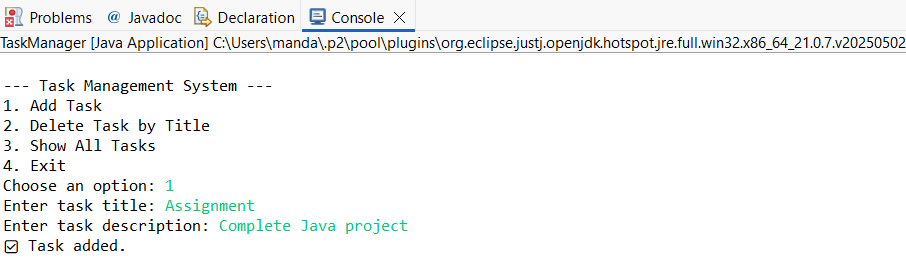 Problems @ Javadoc Declaration Console
TaskManager [Java Application] C:\Users\manda\.p2\pool\plugins\org.eclipse.justj.openjdk.hotspot.jre.full.win32.x86_64_21.0.7.v20250502
--- Task Management System ---
1. Add Task
2. Delete Task by Title
3. Show All Tasks
4. Exit
Choose an option: 1
Enter task title: Assignment
Enter task description: Complete Java project
☑ Task added.